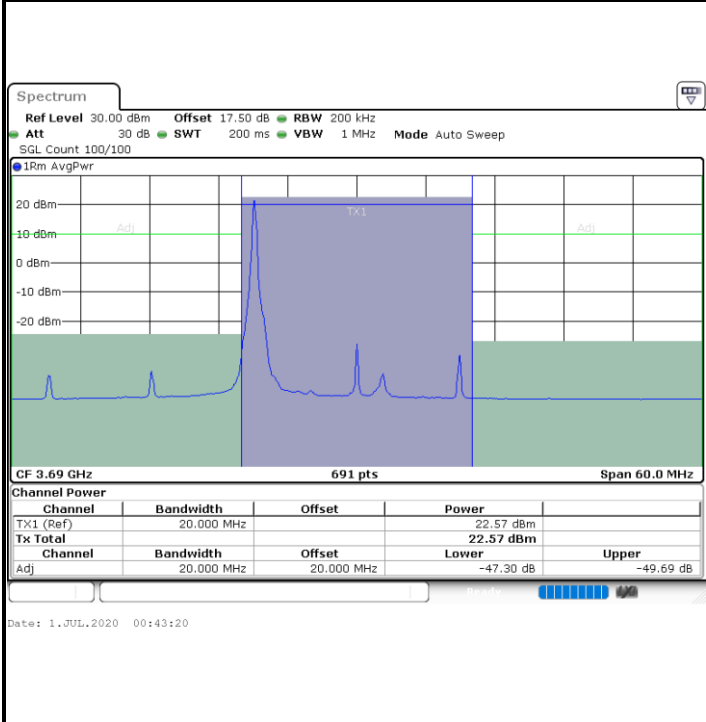 Spectrum
Ref Level 30.00 dBm Offset 17.50 dB RBW 200 kHz
Att 30 dB SWT 200 ms VBW 1 MHz Mode Auto Sweep
SGL Count 100/100
1Rm AvgPwr
TX1
20 dBm
Adj Adj
10 dBm
0 dBm
-10 dBm
-20 dBm
CF 3.69 GHz 691 pts Span 60.0 MHz
Channel Power
Channel Bandwidth Offset Power
TX1 (Ref) 20.000 MHz 22.57 dBm
Tx Total 22.57 dBm
Channel Bandwidth Offset Lower Upper
Adj 20.000 MHz 20.000 MHz -47.30 dB -49.69 dB
Ready
Date: 1.JUL.2020 00:43:20